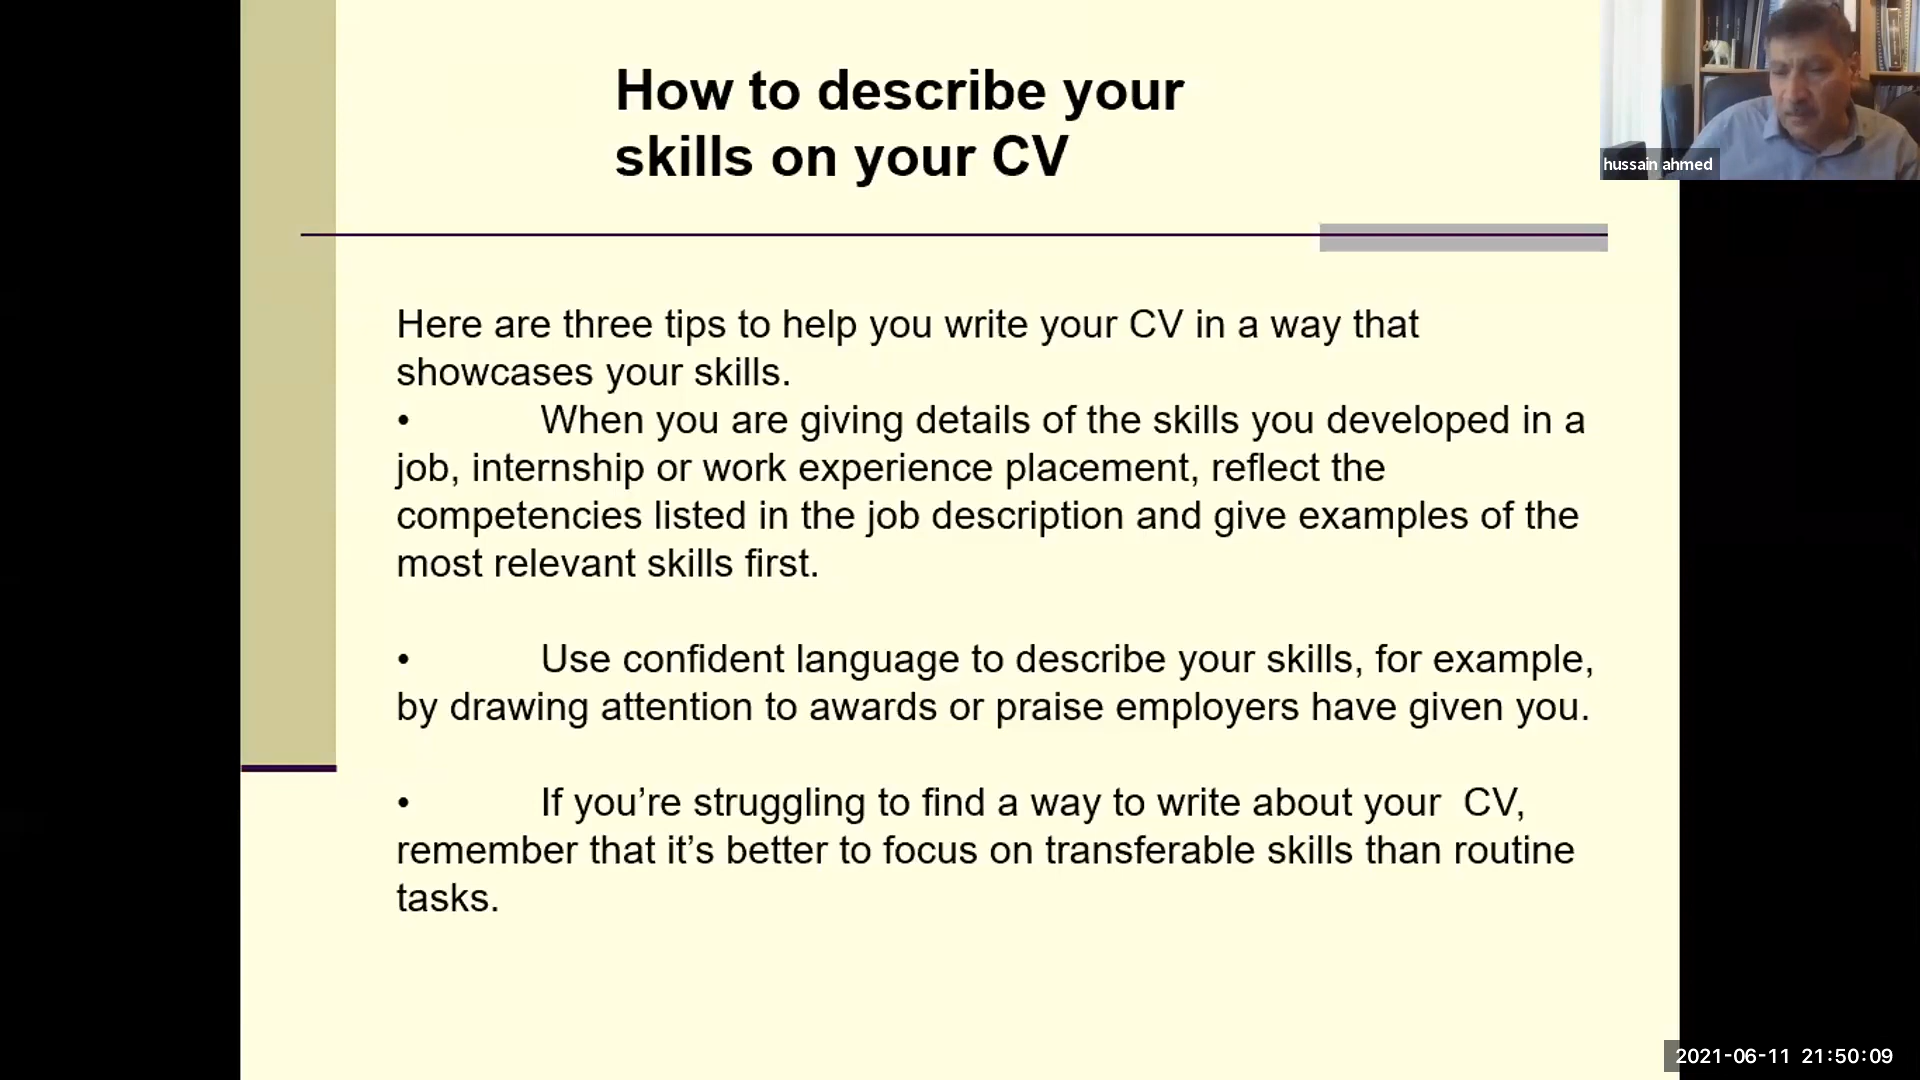 How to describe your
skills on your CV
hussain ahmed
Here are three tips to help you write your CV in a way that
showcases your skills.
• When you are giving details of the skills you developed in a
job, internship or work experience placement, reflect the
competencies listed in the job description and give examples of the
most relevant skills first.
• Use confident language to describe your skills, for example,
by drawing attention to awards or praise employers have given you.
• If you’re struggling to find a way to write about your  CV,
remember that it’s better to focus on transferable skills than routine
tasks.
2021-06-11 21:50:09